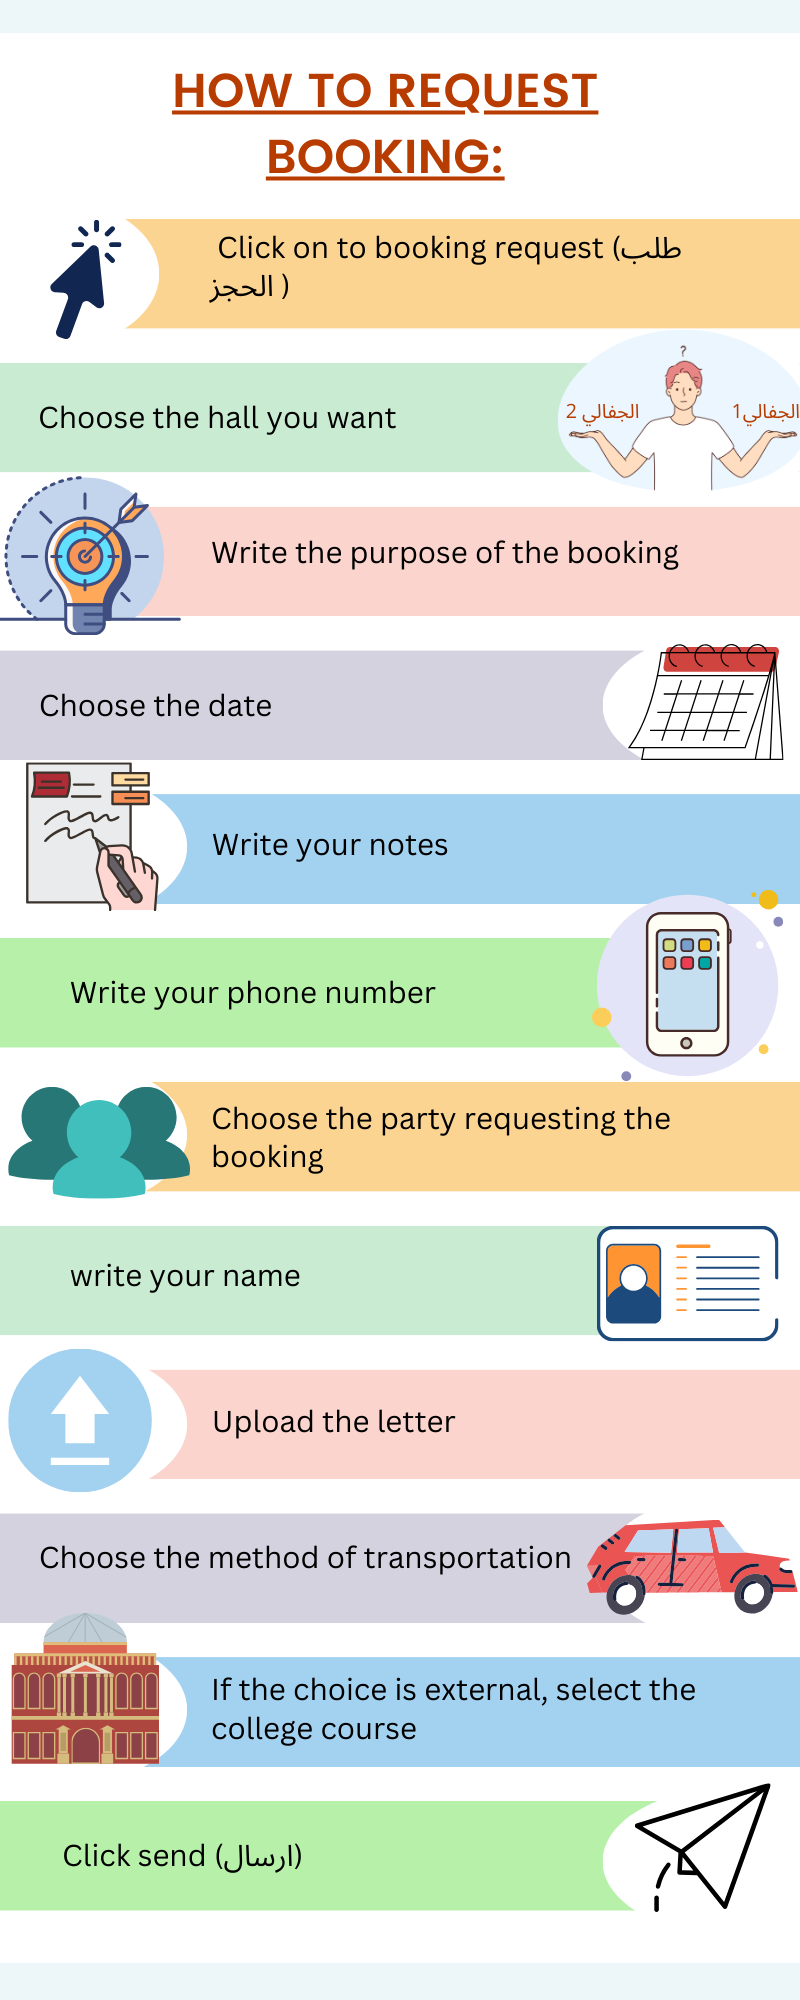 HOW TO REQUEST
BOOKING:
Click on to booking request (طلب
الحجز )
?
الجفالي 2
الجفالي1
Choose the hall you want
Write the purpose of the booking
Choose the date
Write your notes
Write your phone number
Choose the party requesting the
booking
write your name
Upload the letter
Choose the method of transportation
If the choice is external, select the
college course
Click send (ارسال)